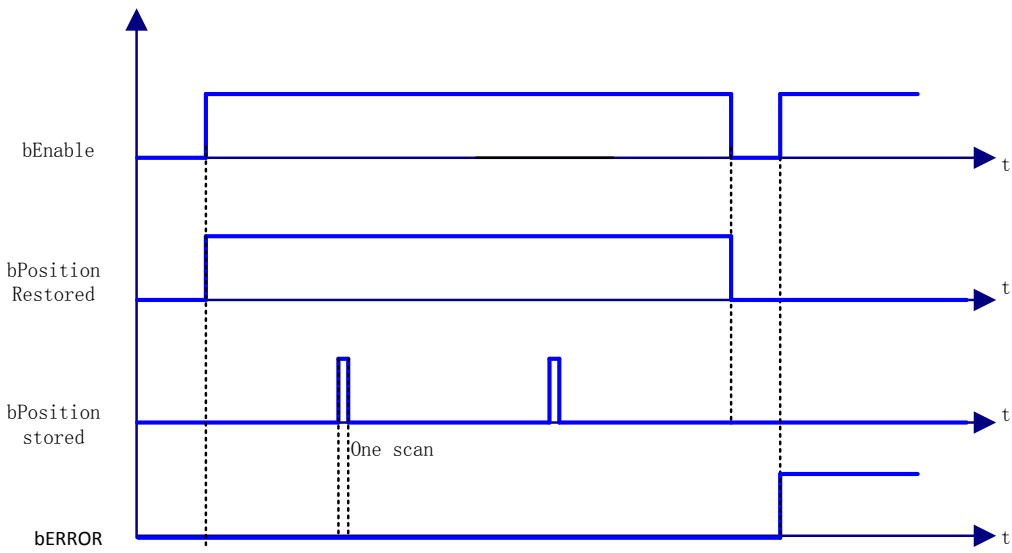 bEnable
t
bPosition
Restored
t
bPosition
stored
t
One scan
bERROR
t